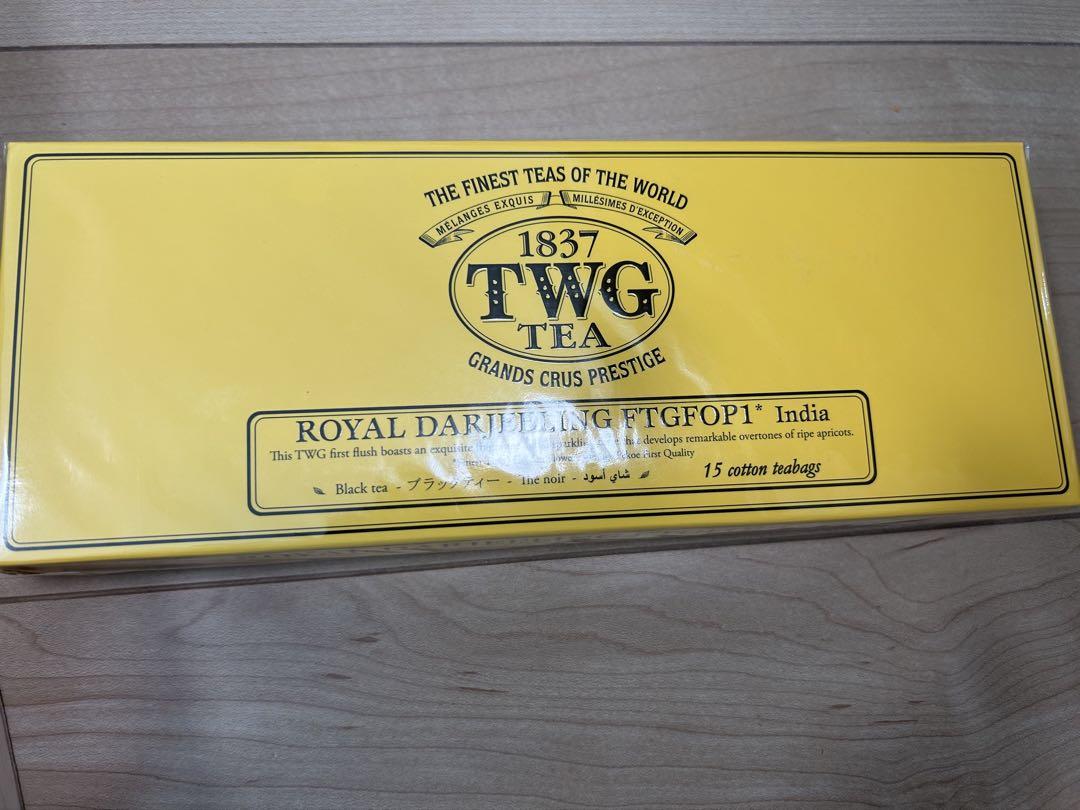 THE FINEST TEAS OF THE WORLD
MÉLANGES EXQUIS MILLÉSIMES D'EXCEPTION
1837
TWG
TEA
GRANDS CRUS PRESTIGE
ROYAL DARJEELING FTGFOP1* India
This TWG first flush boasts an exquisite that develops remarkable overtones of ripe apricots.
First Quality
15 cotton teabags
Black tea - ブラックティー - Thé noir - شاي أسود